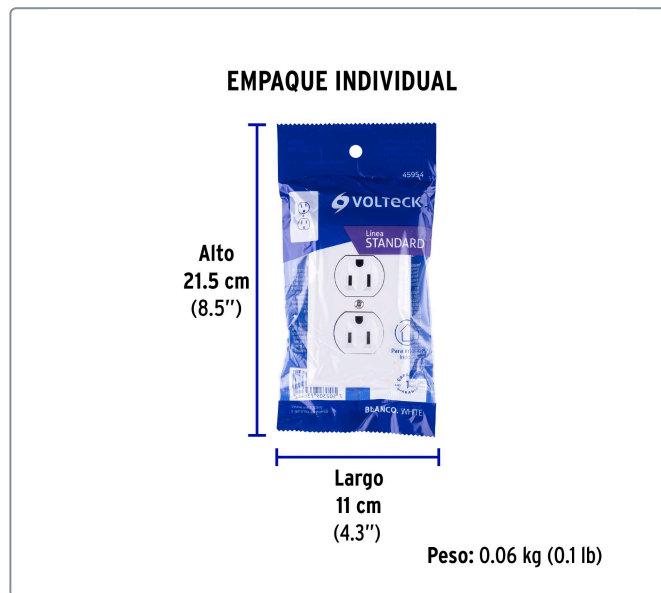 EMPAQUE INDIVIDUAL
45954
VOLTECK
Línea
STANDARD
Alto
21.5 cm
(8.5")
Para
BLANCO. WHITE
Largo
11 cm
(4.3")
Peso: 0.06 kg (0.1 lb)